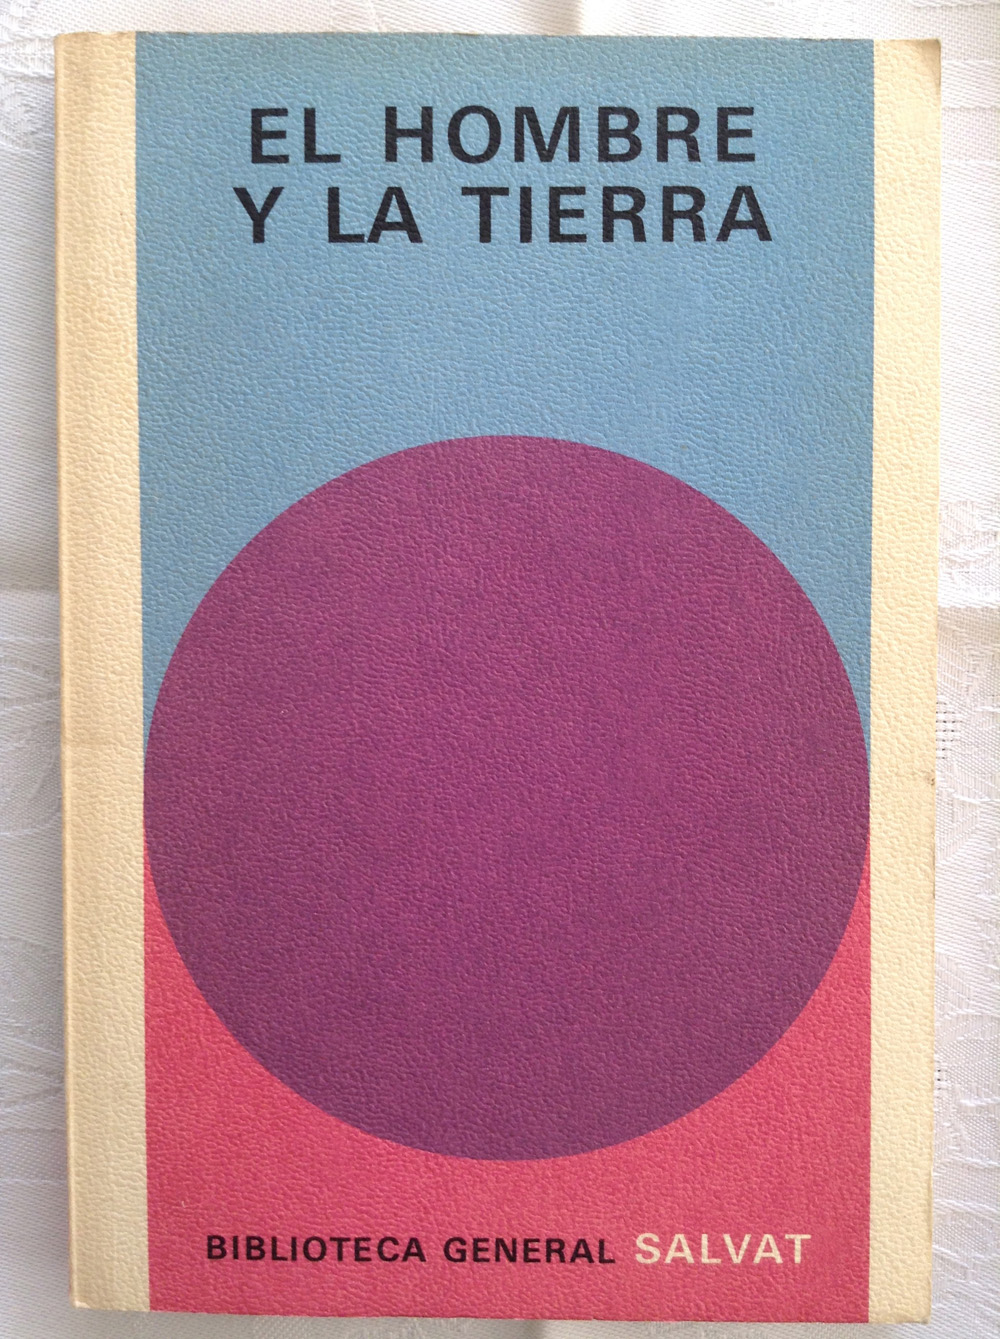 EL HOMBRE
Y LA TIERRA
BIBLIOTECA GENERAL SALVAT